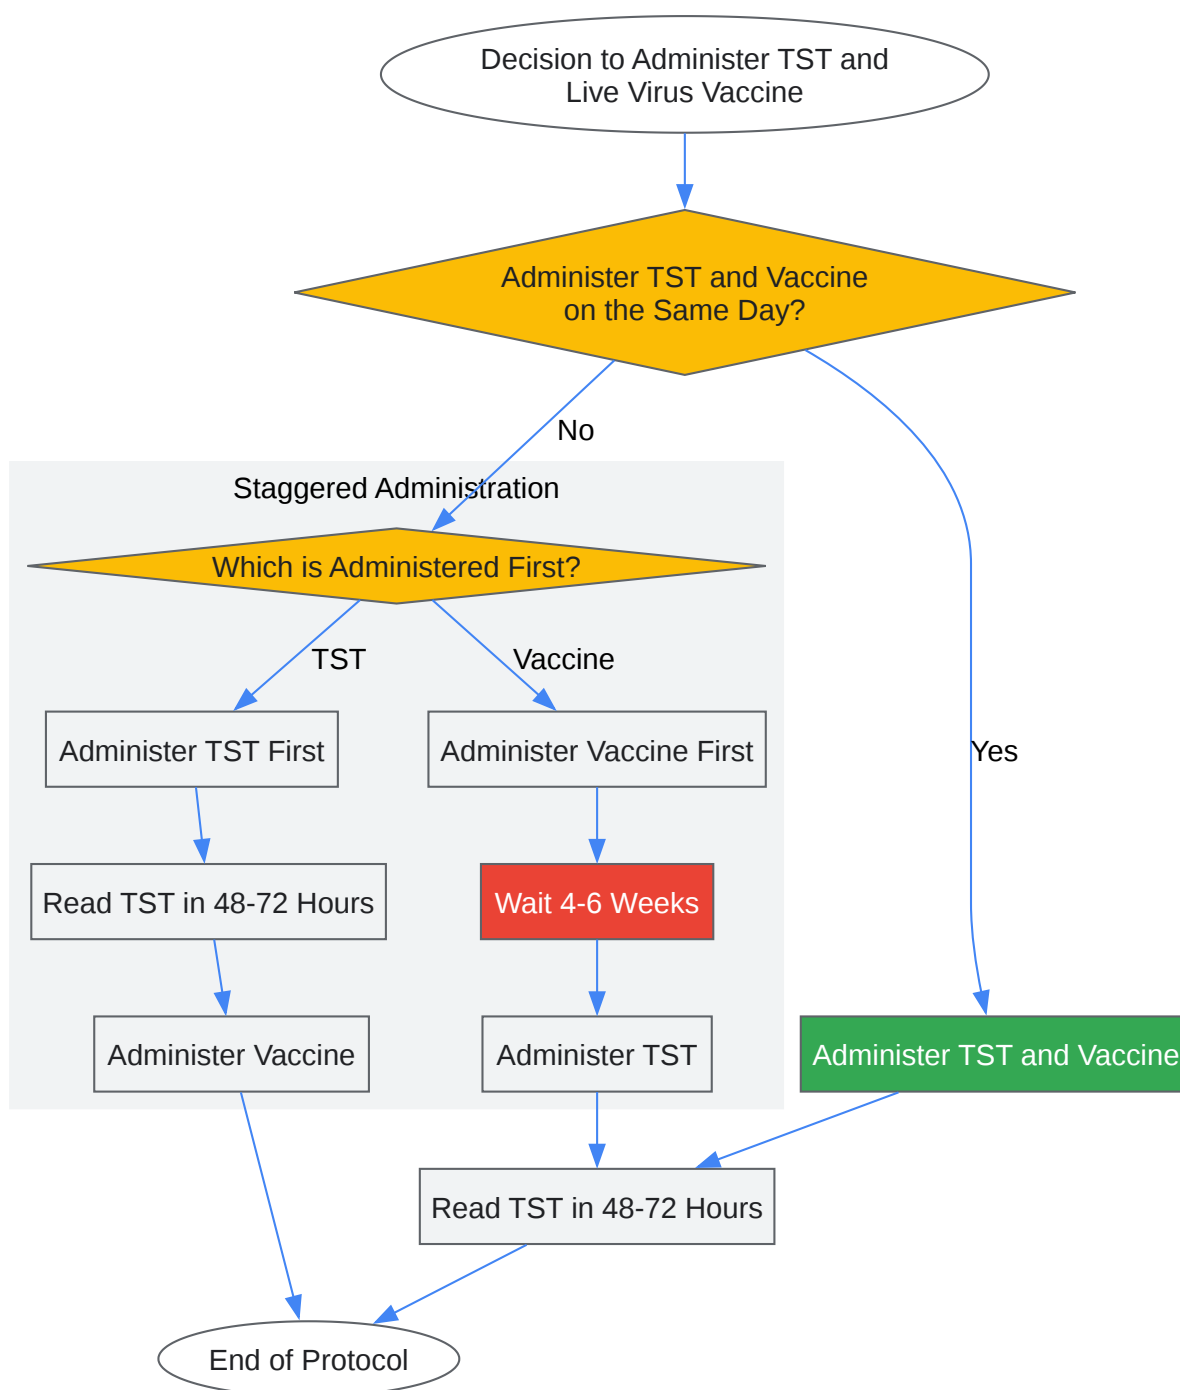 Decision to Administer TST and
Live Virus Vaccine
Administer TST and Vaccine
on the Same Day?
No
Staggered Administration
Which is Administered First?
TST
Vaccine
Administer TST First
Administer Vaccine First
Yes
Read TST in 48-72 Hours
Wait 4-6 Weeks
Administer Vaccine
Administer TST
Administer TST and Vaccine
Read TST in 48-72 Hours
End of Protocol